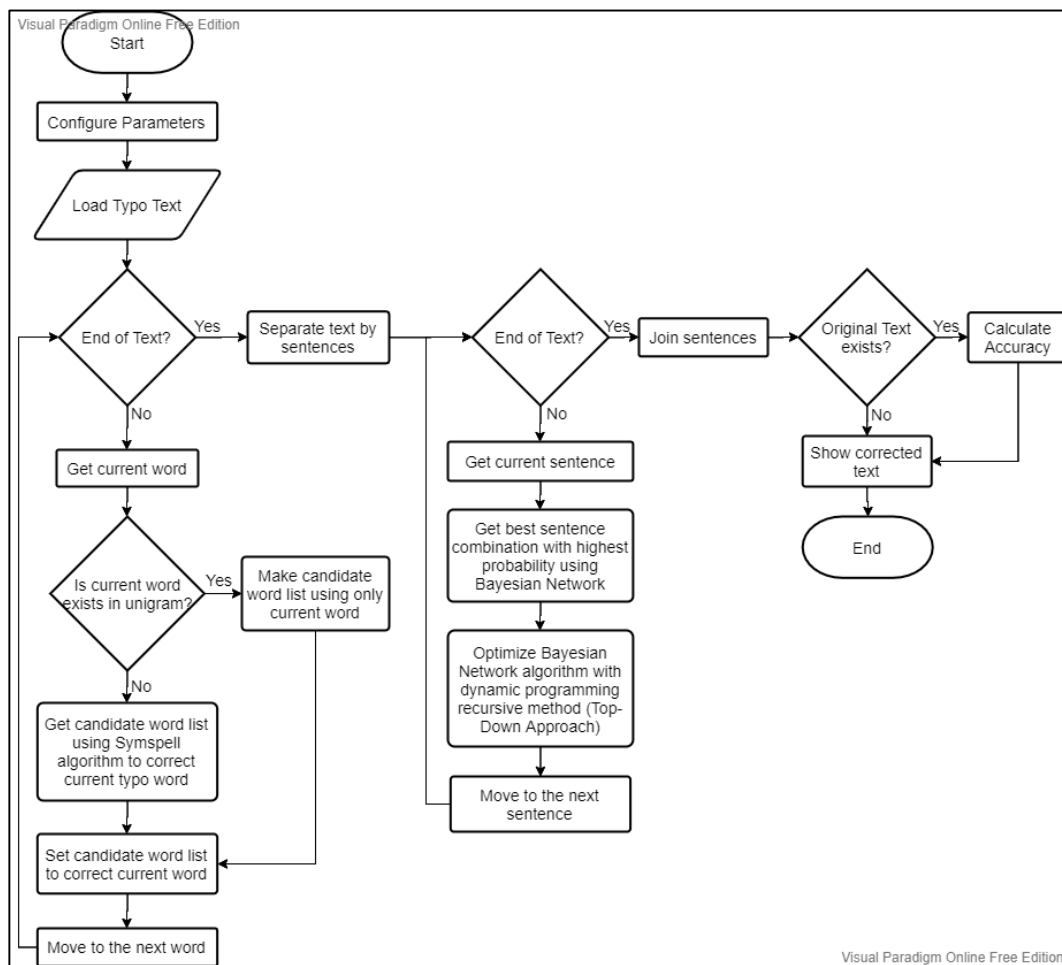 Visual Paradigm Online Free Edition
Start
Configure Parameters
Load Typo Text
End of Text?
Yes
No
Get current word
Is current word
exists in unigram?
Yes
Make candidate
word list using only
current word
No
Get candidate word list
using Symspell
algorithm to correct
current typo word
Set candidate word list
to correct current word
Move to the next word
Separate text by
sentences
End of Text?
Yes
No
Get current sentence
Get best sentence
combination with highest
probability using
Bayesian Network
Optimize Bayesian
Network algorithm with
dynamic programming
recursive method (Top-
Down Approach)
Move to the next
sentence
Join sentences
Original Text
exists?
Yes
Calculate
Accuracy
No
Show corrected
text
End
Visual Paradigm Online Free Edition